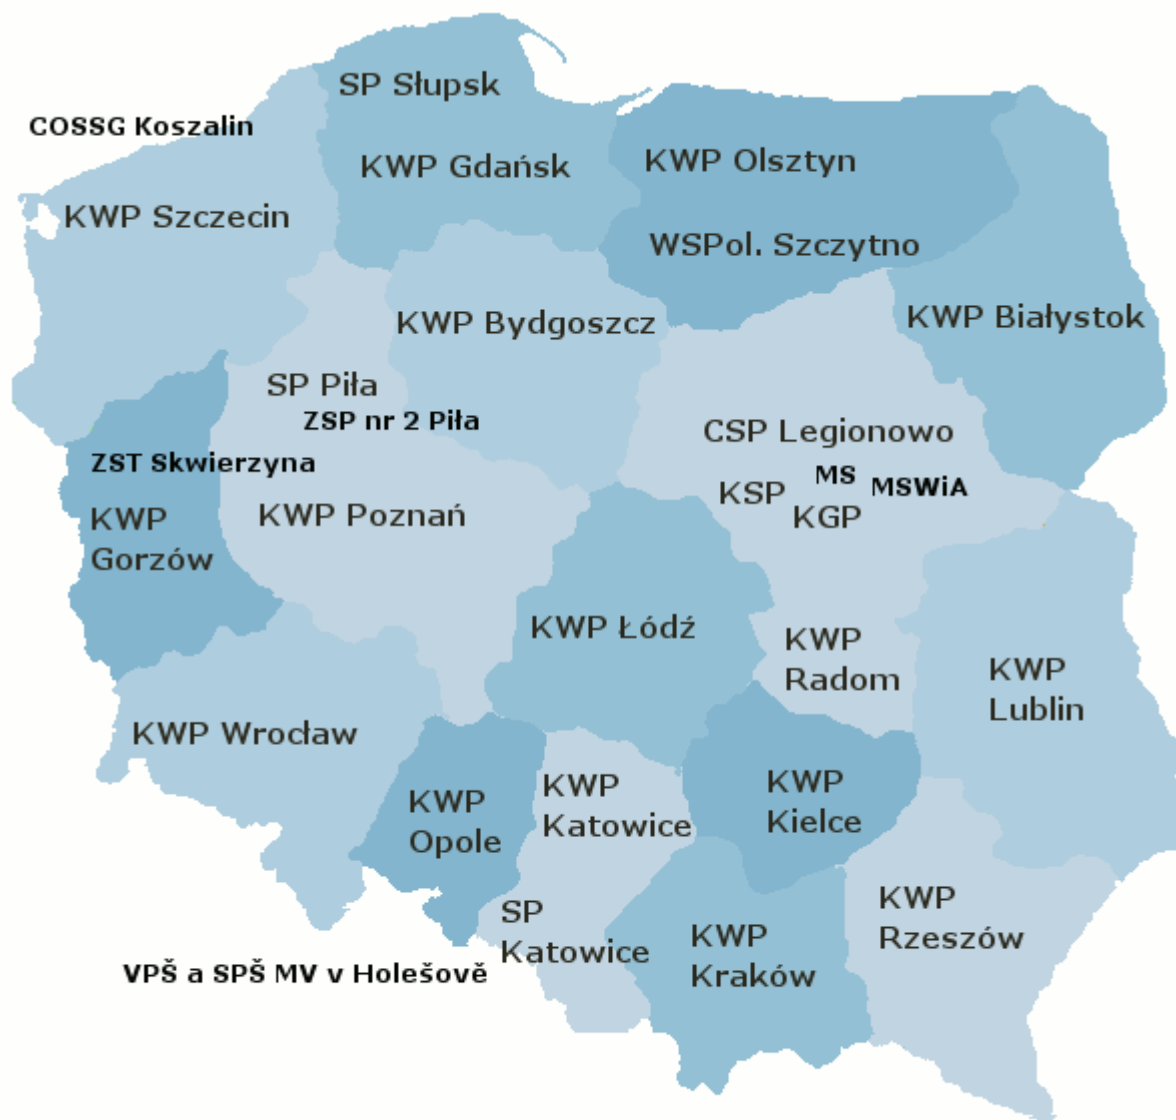 SP Słupsk
COSSG Koszalin
KWP Gdańsk
KWP Olsztyn
KWP Szczecin
WSPol. Szczytno
KWP Bydgoszcz
KWP Białystok
SP Piła
ZSP nr 2 Piła
CSP Legionowo
ZST Skwierzyna
MS
MSWiA
KSP
KGP
KWP
Gorzów
KWP Poznań
KWP Łódź
KWP
Radom
KWP
Lublin
KWP Wrocław
KWP
Opole
KWP
Katowice
KWP
Kielce
SP
Katowice
KWP
Kraków
KWP
Rzeszów
VPŠ a SPŠ MV v Holešově